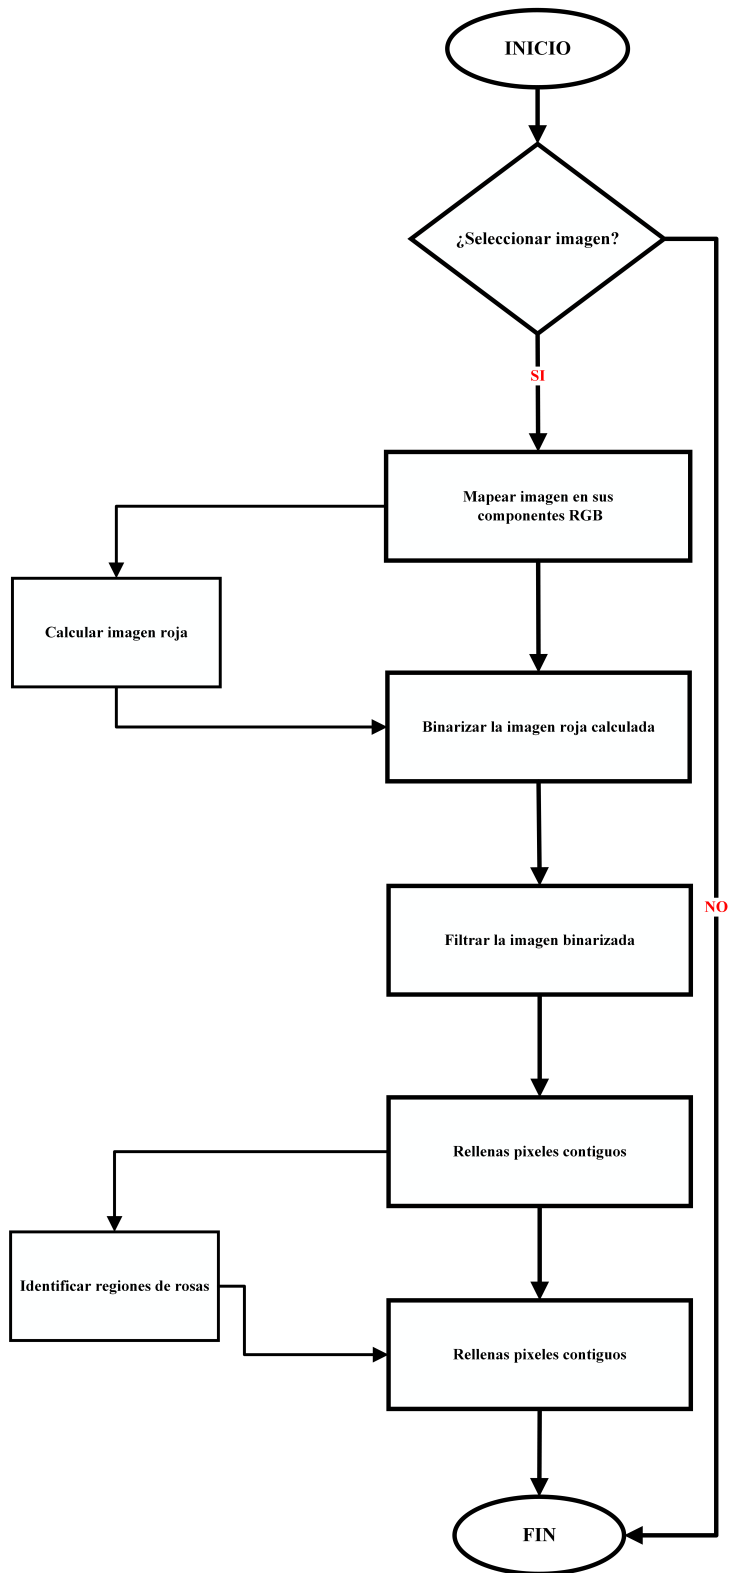 INICIO
¿Seleccionar imagen?
SI
Mapear imagen en sus
componentes RGB
Calcular imagen roja
Binarizar la imagen roja calculada
NO
Filtrar la imagen binarizada
Rellenas pixeles contiguos
Identificar regiones de rosas
Rellenas pixeles contiguos
FIN